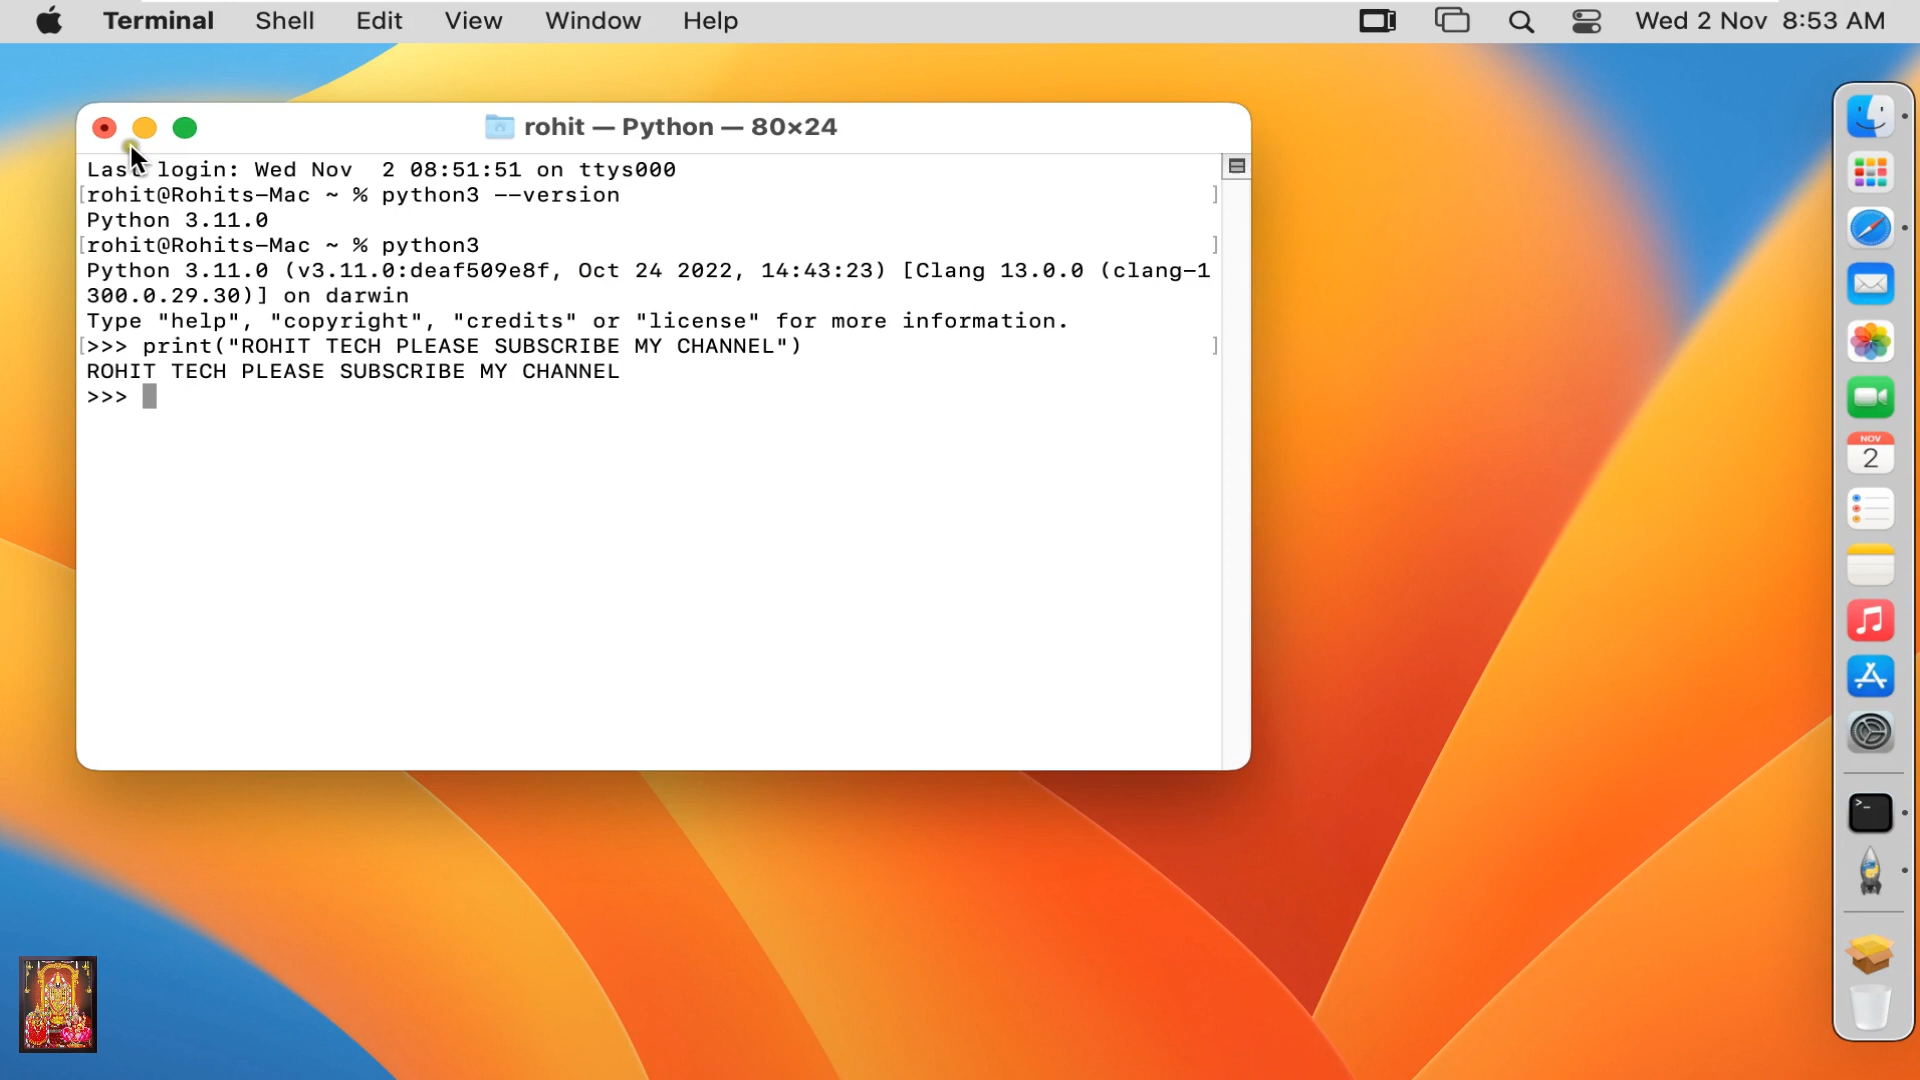 Terminal Shell Edit View Window Help Wed 2 Nov 8:53 AM
rohit — Python — 80×24
Last login: Wed Nov  2 08:51:51 on ttys000
[rohit@Rohits-Mac ~ % python3 --version ]
Python 3.11.0
[rohit@Rohits-Mac ~ % python3 ]
Python 3.11.0 (v3.11.0:deaf509e8f, Oct 24 2022, 14:43:23) [Clang 13.0.0 (clang-1
300.0.29.30)] on darwin
Type "help", "copyright", "credits" or "license" for more information.
[>>> print("ROHIT TECH PLEASE SUBSCRIBE MY CHANNEL") ]
ROHIT TECH PLEASE SUBSCRIBE MY CHANNEL
>>>
NOV
2
>_